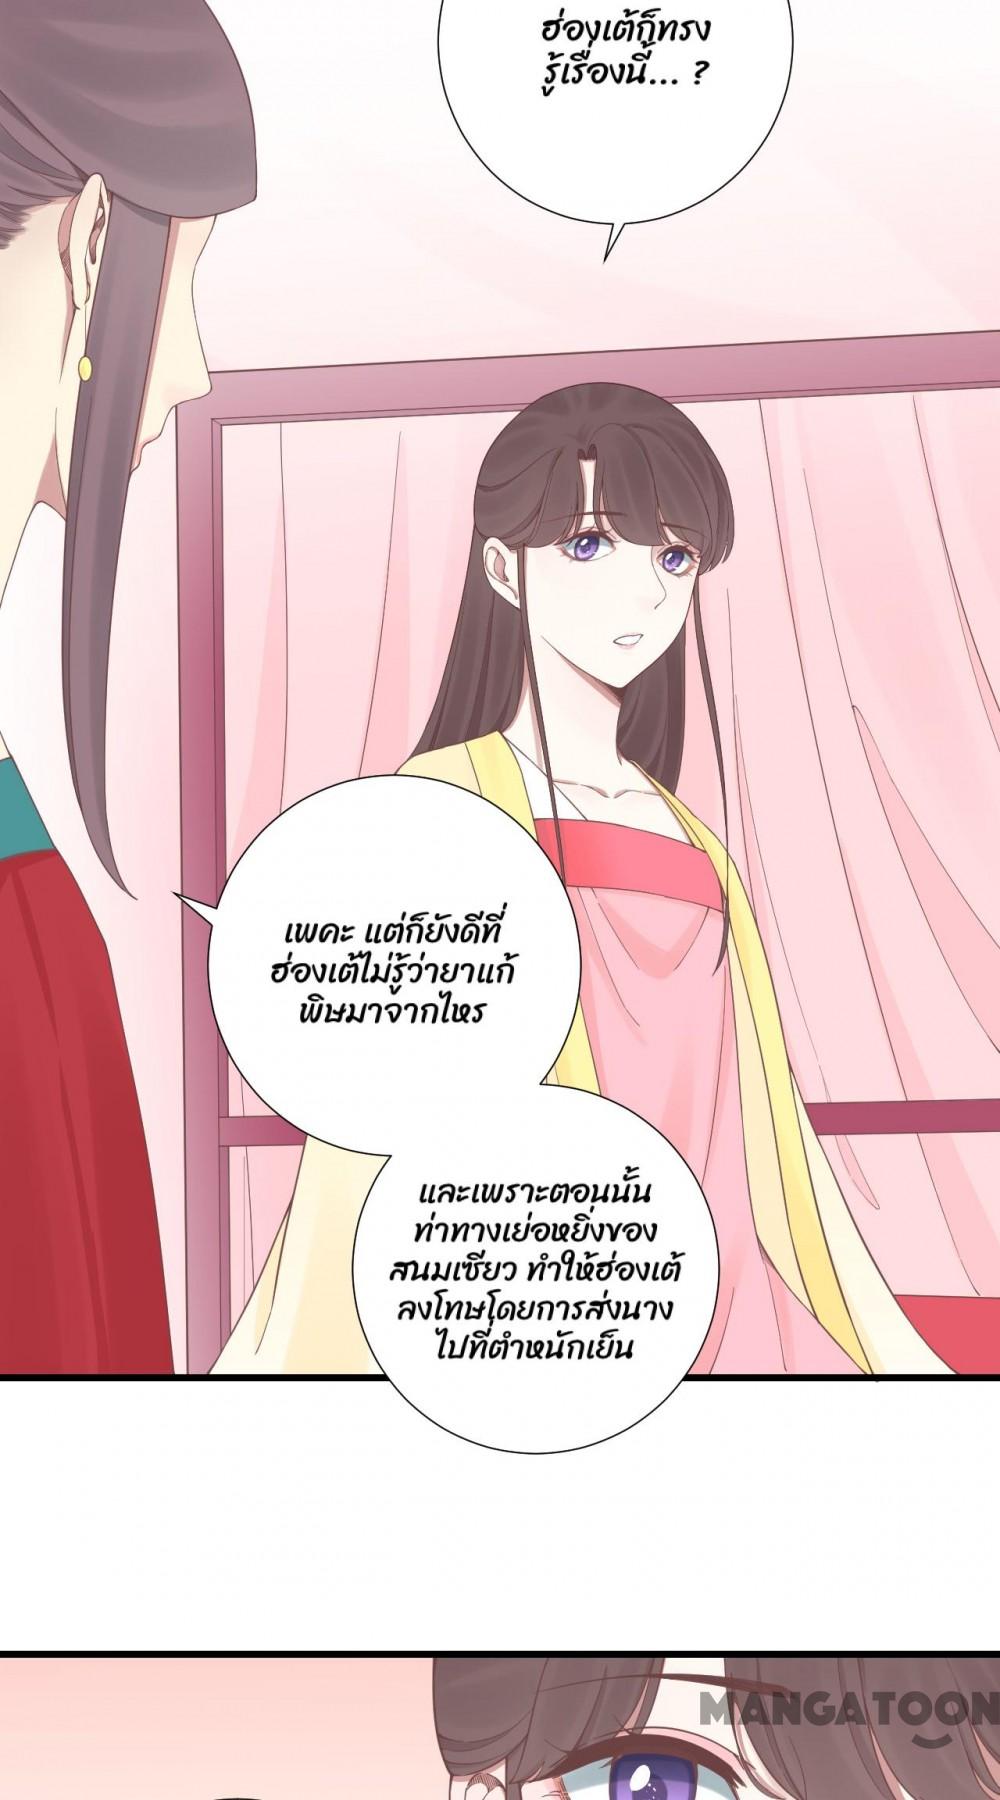 ฮ่องเต้ก็ทรง
รู้เรื่องนี้... ?
เพคะ แต่ก็ยังดีที่
ฮ่องเต้ไม่รู้ว่ายาแก้
พิษมาจากไหร
และเพราะตอนนั้น
ท่าทางเย่อหยิ่งของ
สนมเซียว ทำให้ฮ่องเต้
ลงโทษโดยการส่งนาง
ไปที่ตำหนักเย็น
MANGATOON